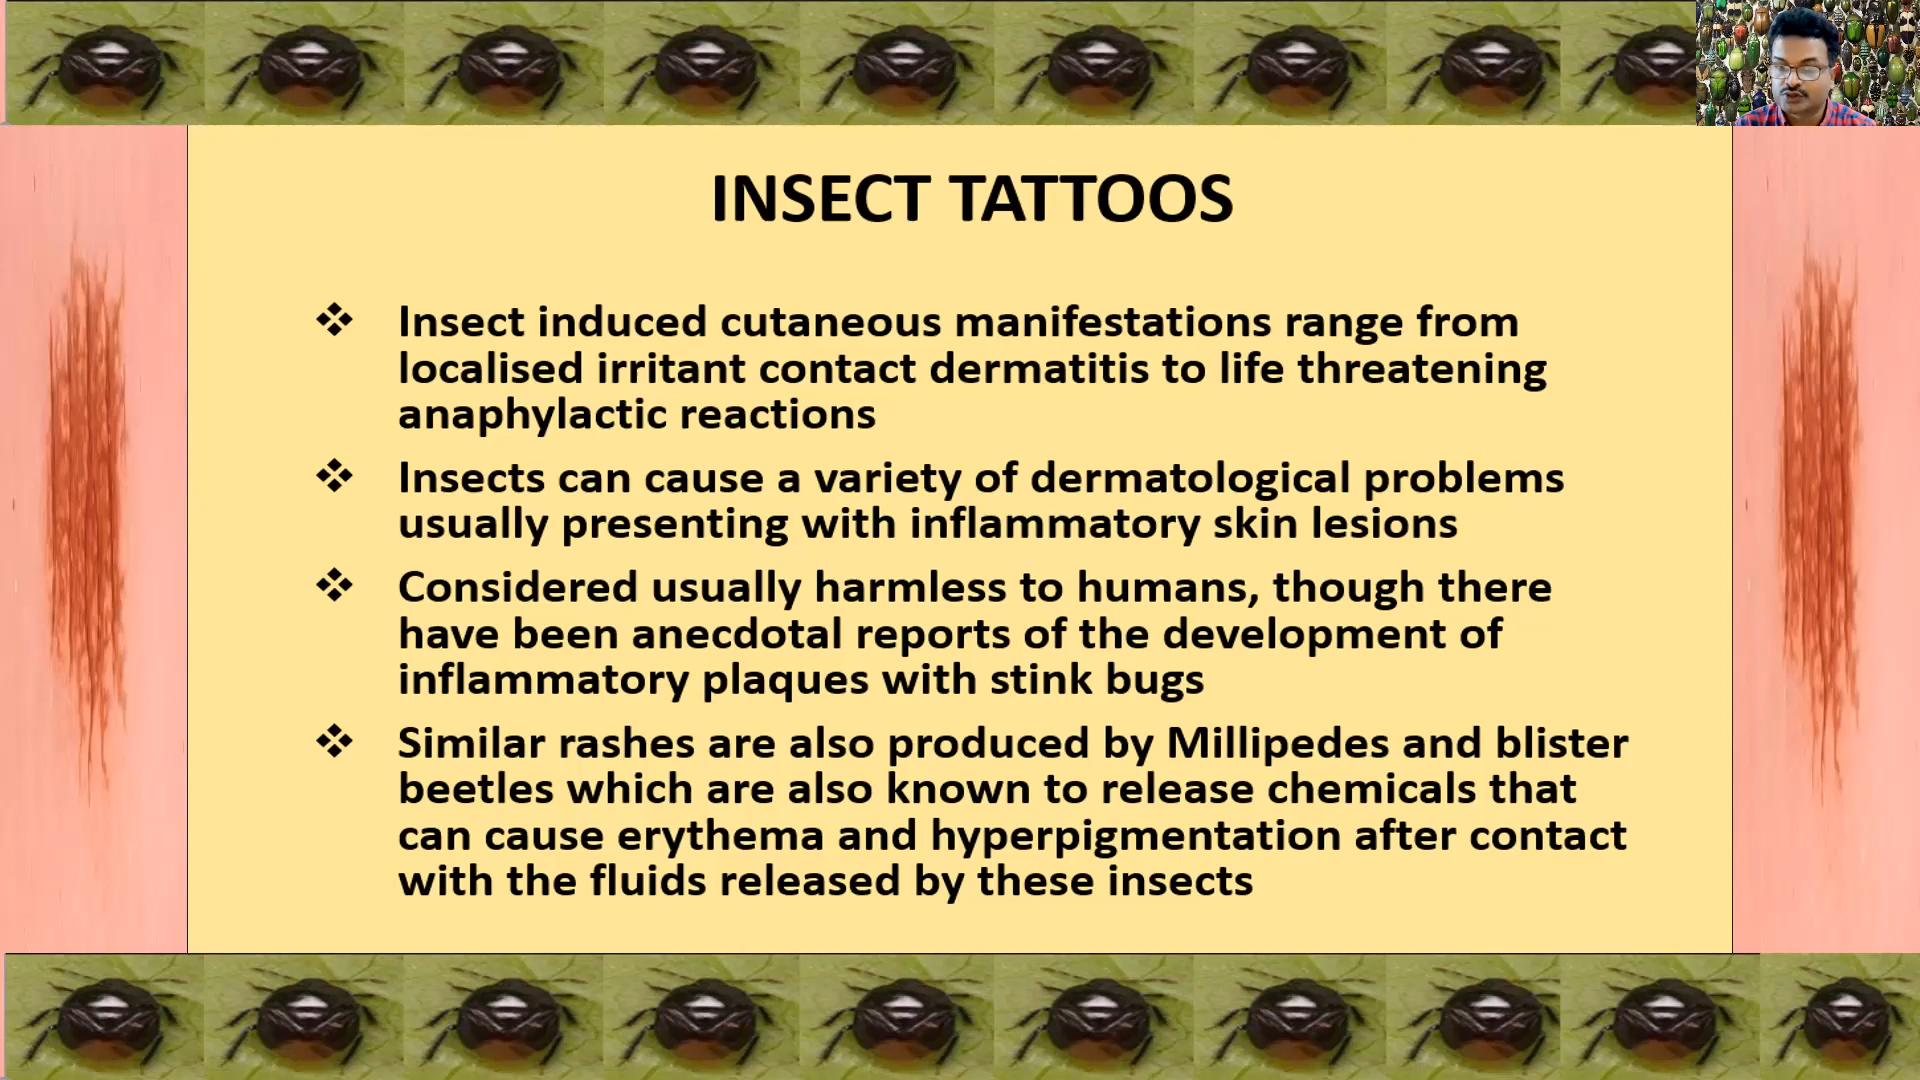 INSECT TATTOOS
Insect induced cutaneous manifestations range from
localised irritant contact dermatitis to life threatening
anaphylactic reactions
Insects can cause a variety of dermatological problems
usually presenting with inflammatory skin lesions
Considered usually harmless to humans, though there
have been anecdotal reports of the development of
inflammatory plaques with stink bugs
Similar rashes are also produced by Millipedes and blister
beetles which are also known to release chemicals that
can cause erythema and hyperpigmentation after contact
with the fluids released by these insects